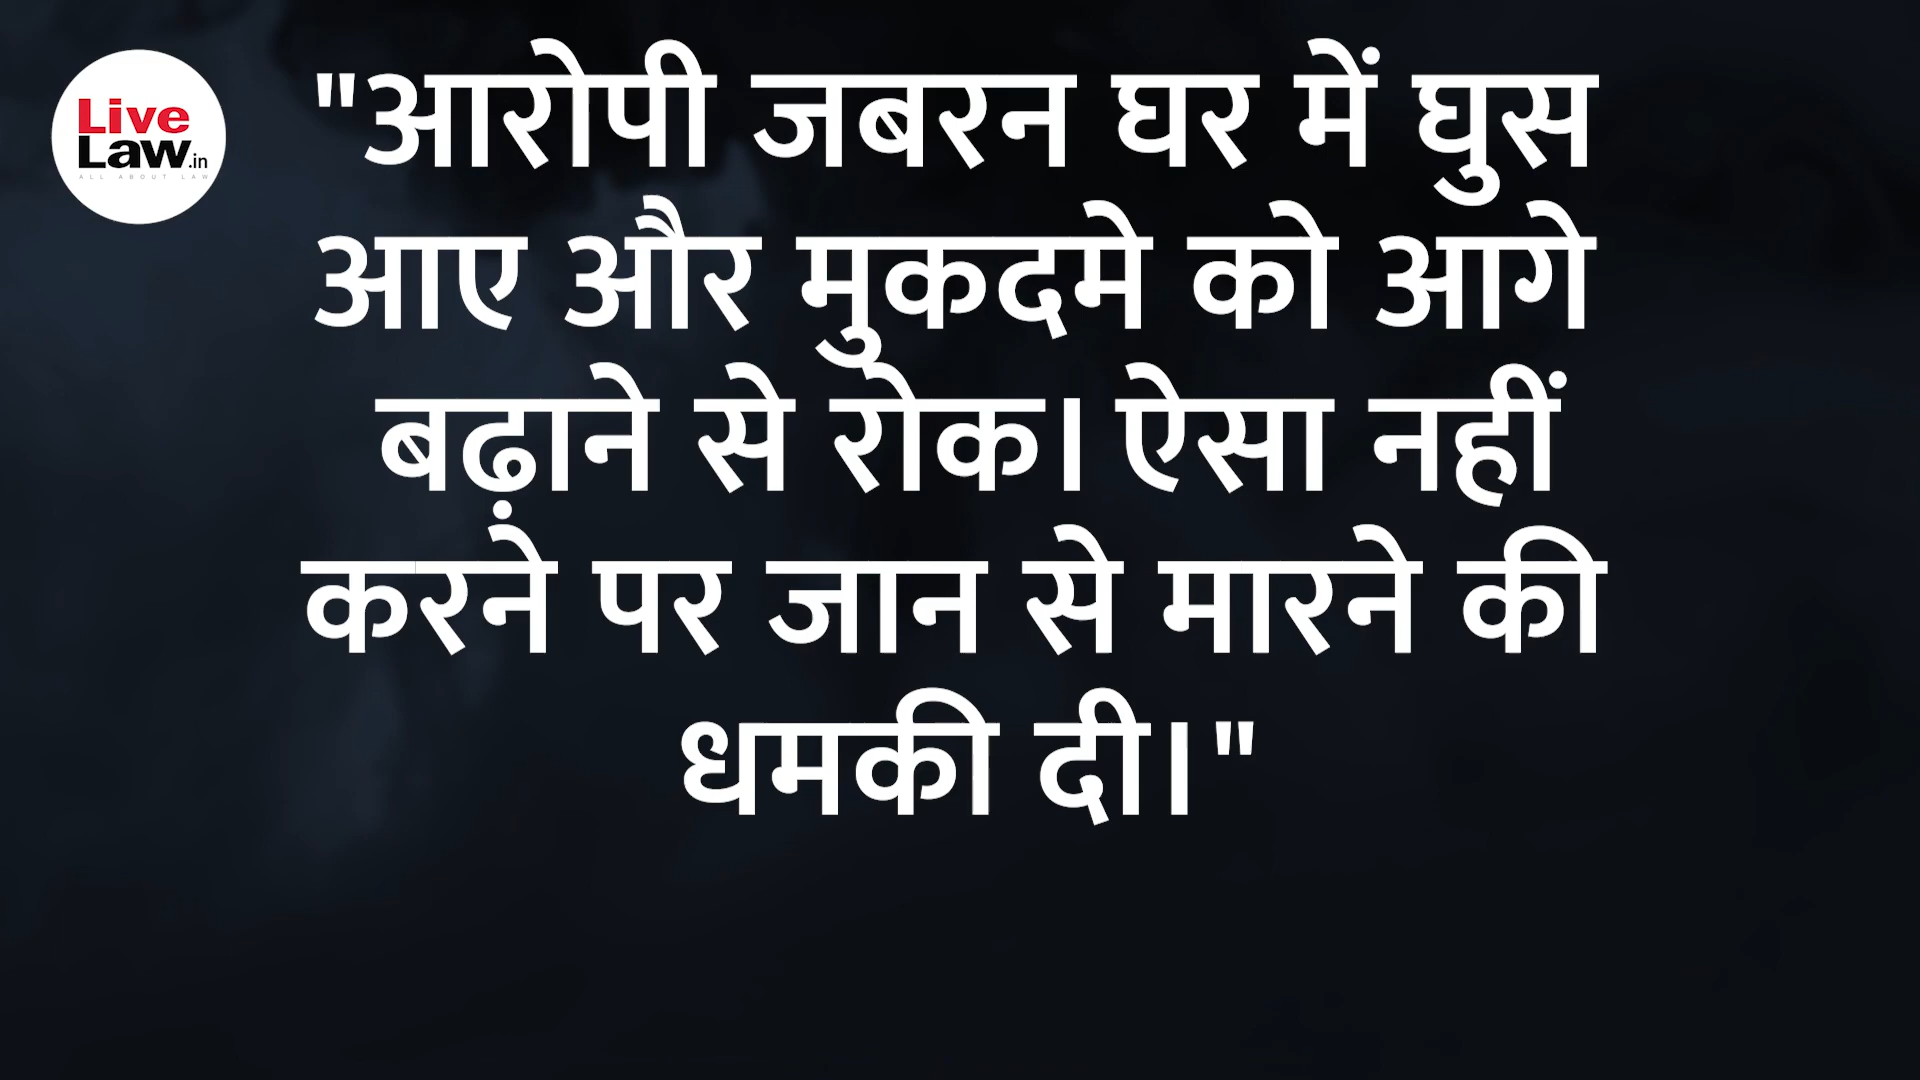 Live
Law.in
ALL ABOUT LAW
"आरोपी जबरन घर में घुस
आए और मुकदमे को आगे
बढ़ाने से रोक। ऐसा नहीं
करने पर जान से मारने की
धमकी दी।"